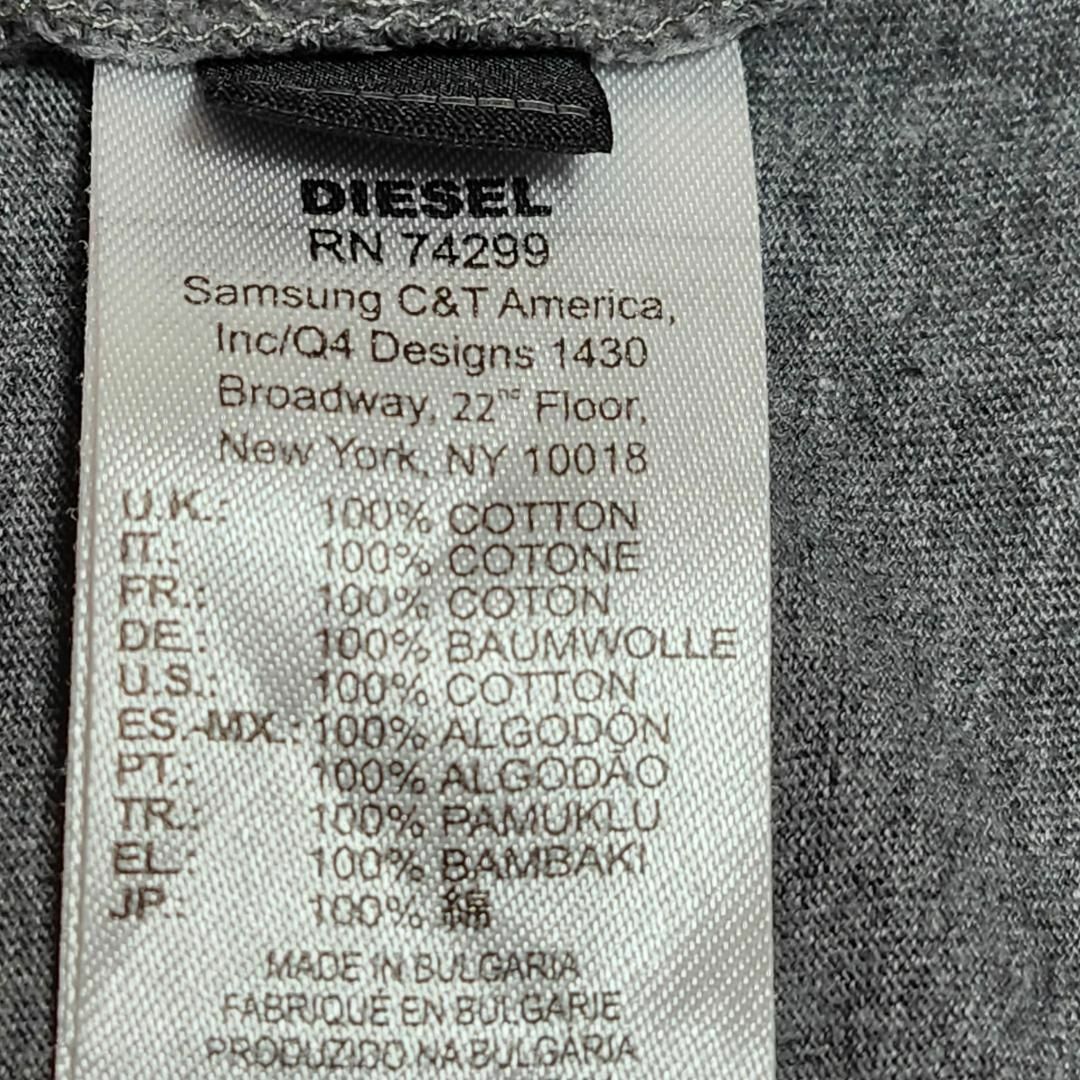 DIESEL
RN 74299
Samsung C&T America,
Inc/Q4 Designs 1430
Broadway, 22nd Floor,
New York, NY 10018
U.K.: 100% COTTON
IT.: 100% COTONE
FR.: 100% COTON
DE.: 100% BAUMWOLLE
U.S.: 100% COTTON
ES.-MX.: 100% ALGODÓN
PT.: 100% ALGODÃO
TR.: 100% PAMUKLU
EL.: 100% BAMBAKI
JP.: 100% 綿
MADE IN BULGARIA
FABRIQUÉ EN BULGARIE
PRODUZIDO NA BULGÁRIA